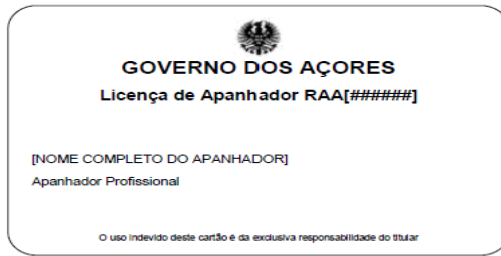 GOVERNO DOS AÇORES
Licença de Apanhador RAA[######]
[NOME COMPLETO DO APANHADOR]
Apanhador Profissional
O uso indevido deste cartão é da exclusiva responsabilidade do titular